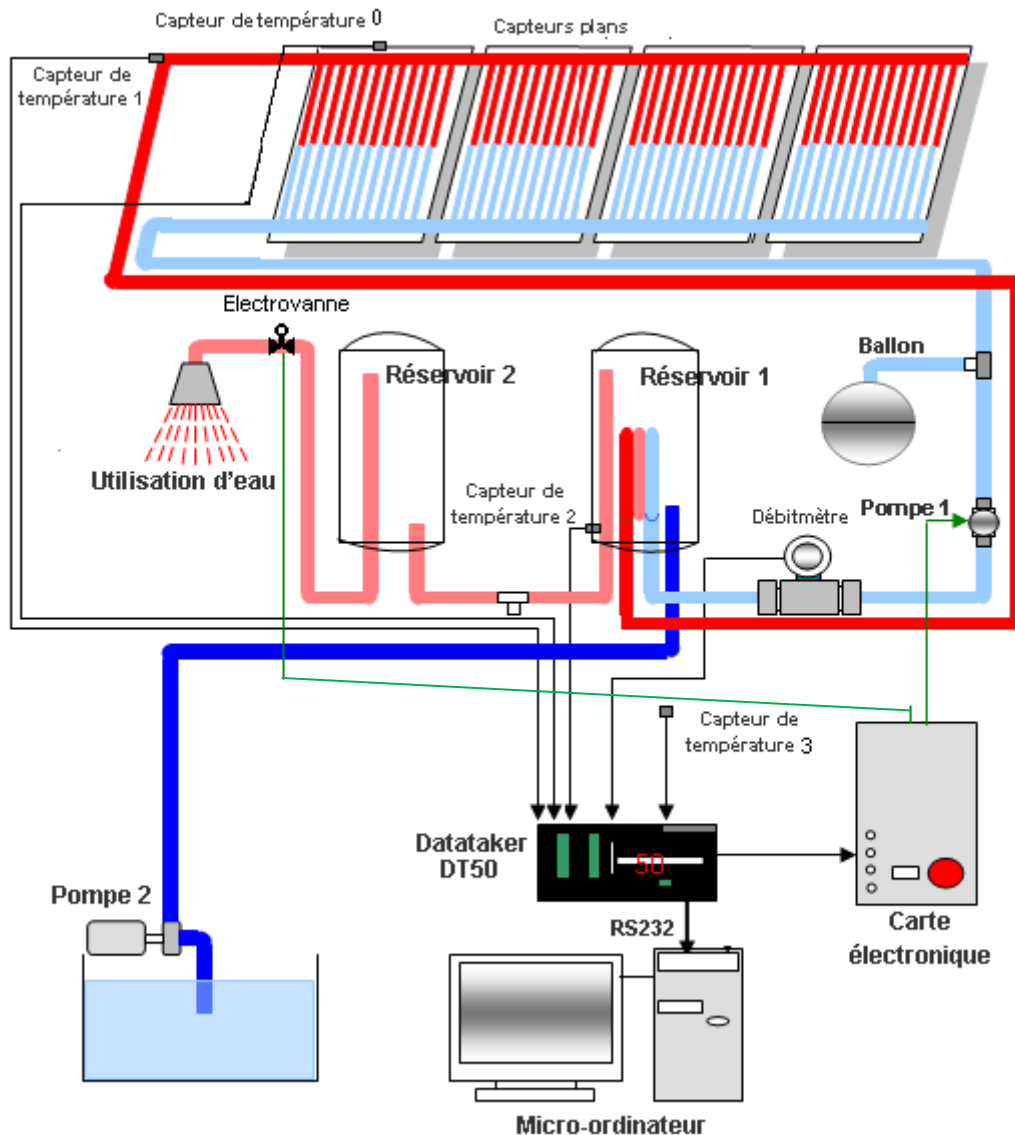 Capteur de température 0
Capteurs plans
Capteur de
température 1
Electrovanne
Réservoir 2
Réservoir 1
Ballon
Utilisation d'eau
Capteur de
température 2
Débitmètre
Pompe 1
Capteur de
température 3
Datataker
DT50
50
Pompe 2
RS232
Carte
électronique
Micro-ordinateur